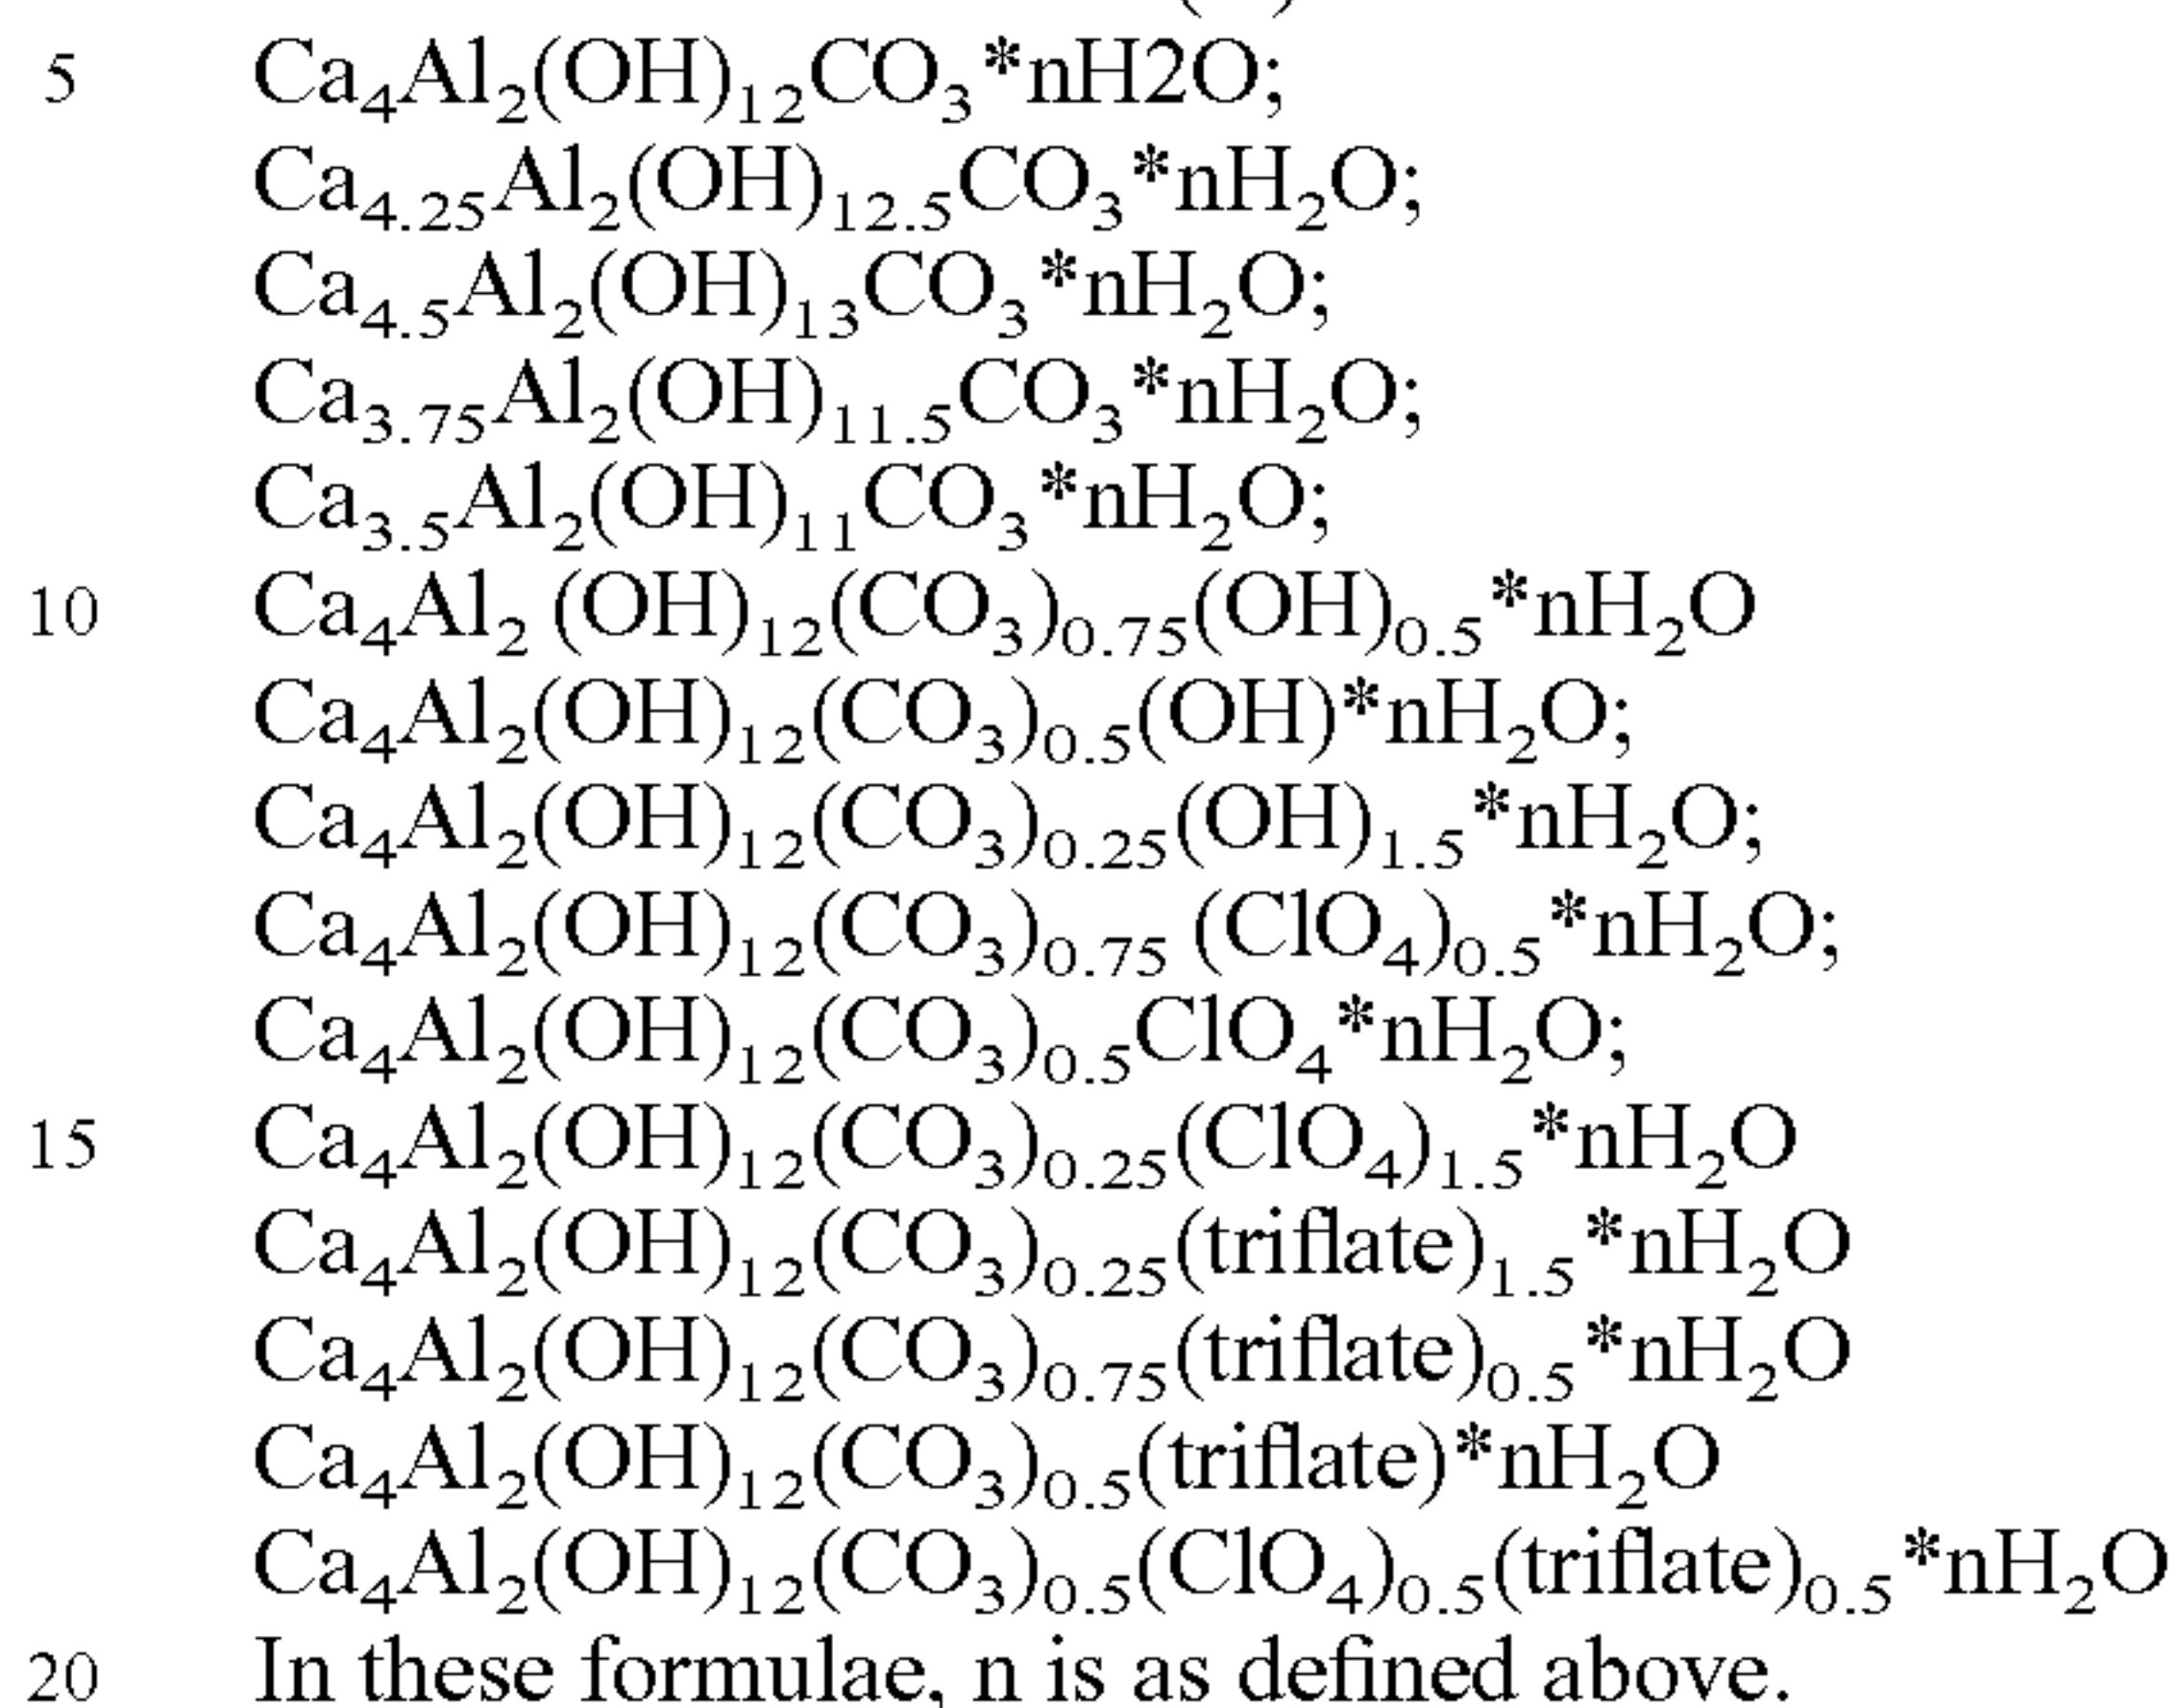 5 Ca₄Al₂(OH)₁₂CO₃*nH2O;
Ca₄.₂₅Al₂(OH)₁₂.₅CO₃*nH₂O;
Ca₄.₅Al₂(OH)₁₃CO₃*nH₂O;
Ca₃.₇₅Al₂(OH)₁₁.₅CO₃*nH₂O;
Ca₃.₅Al₂(OH)₁₁CO₃*nH₂O;
10 Ca₄Al₂ (OH)₁₂(CO₃)₀.₇₅(OH)₀.₅*nH₂O
Ca₄Al₂(OH)₁₂(CO₃)₀.₅(OH)*nH₂O;
Ca₄Al₂(OH)₁₂(CO₃)₀.₂₅(OH)₁.₅*nH₂O;
Ca₄Al₂(OH)₁₂(CO₃)₀.₇₅ (ClO₄)₀.₅*nH₂O;
Ca₄Al₂(OH)₁₂(CO₃)₀.₅ClO₄*nH₂O;
15 Ca₄Al₂(OH)₁₂(CO₃)₀.₂₅(ClO₄)₁.₅*nH₂O
Ca₄Al₂(OH)₁₂(CO₃)₀.₂₅(triflate)₁.₅*nH₂O
Ca₄Al₂(OH)₁₂(CO₃)₀.₇₅(triflate)₀.₅*nH₂O
Ca₄Al₂(OH)₁₂(CO₃)₀.₅(triflate)*nH₂O
Ca₄Al₂(OH)₁₂(CO₃)₀.₅(ClO₄)₀.₅(triflate)₀.₅*nH₂O
20 In these formulae, n is as defined above.